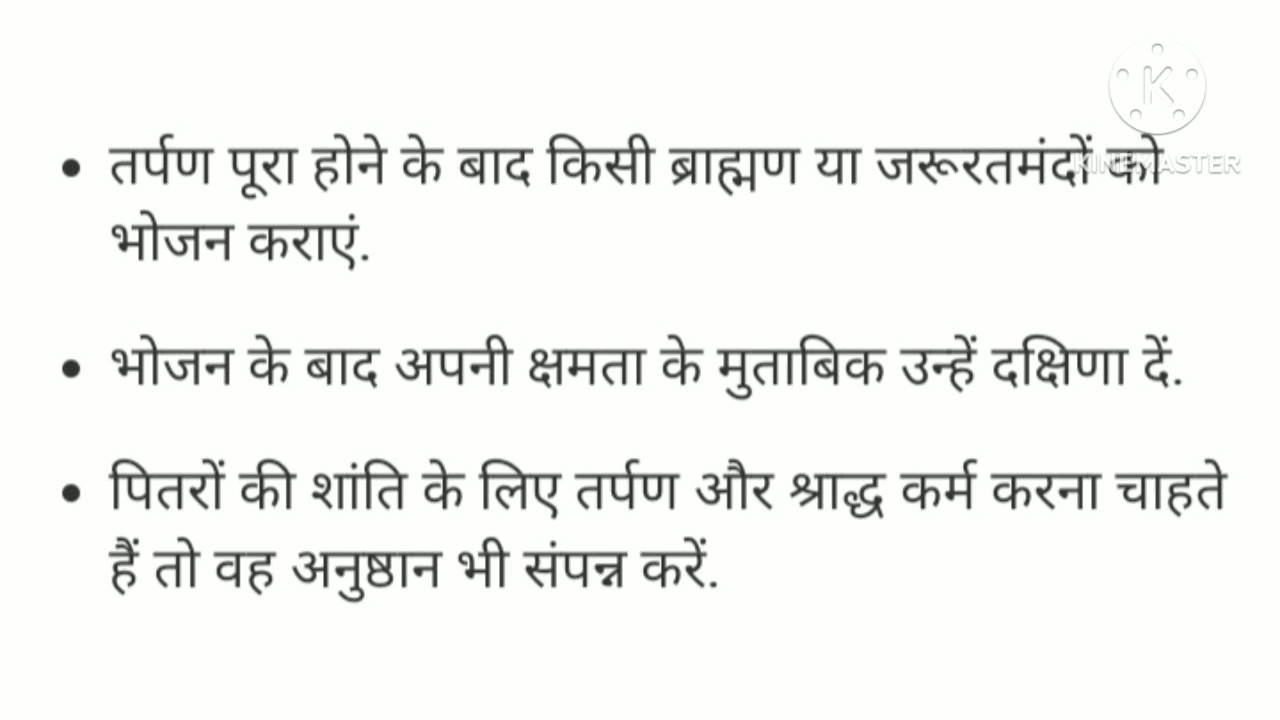 • तर्पण पूरा होने के बाद किसी ब्राह्मण या जरूरतमंदों को
भोजन कराएं.
• भोजन के बाद अपनी क्षमता के मुताबिक उन्हें दक्षिणा दें.
• पितरों की शांति के लिए तर्पण और श्राद्ध कर्म करना चाहते
हैं तो वह अनुष्ठान भी संपन्न करें.
K
KINEMASTER